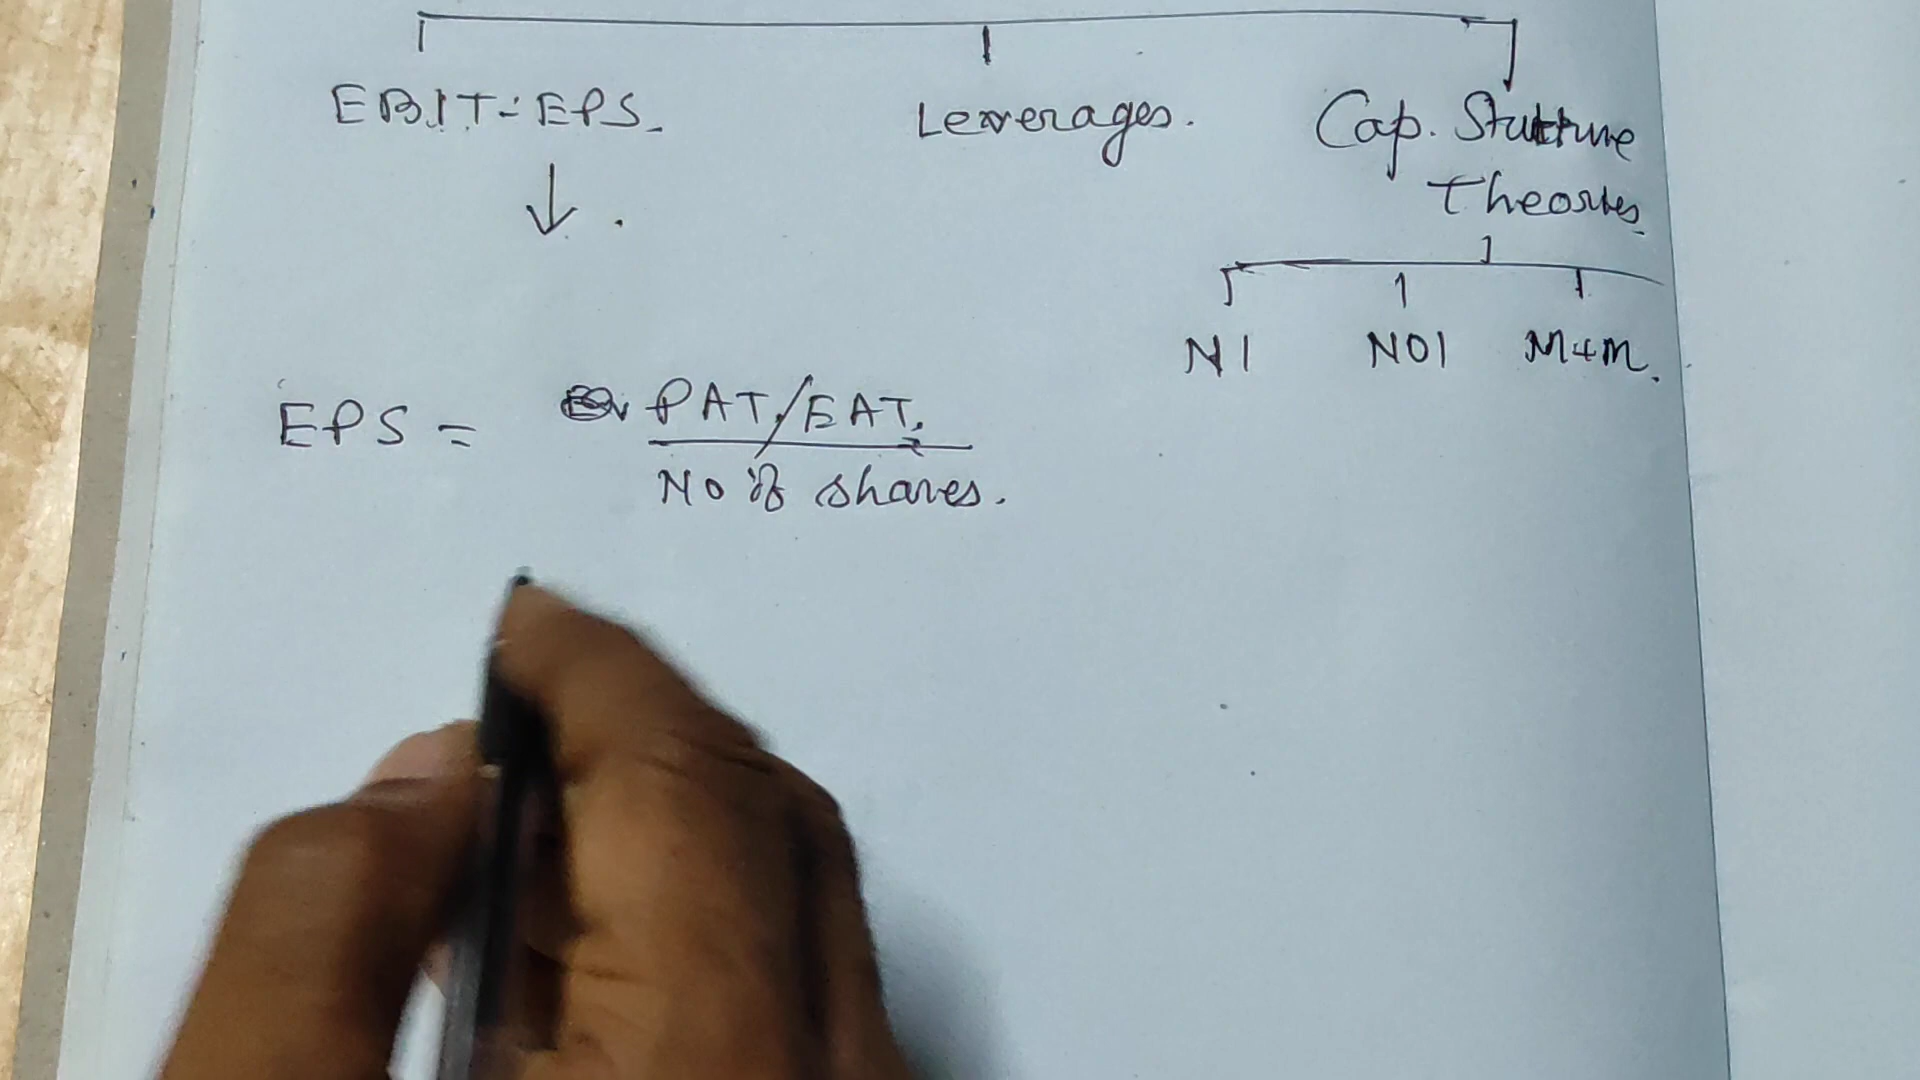 EBIT-EPS.
Leverages.
Cap. Structure
Theories
NI
NOI
M+M.
EPS =
PAT/EAT.
No of shares.